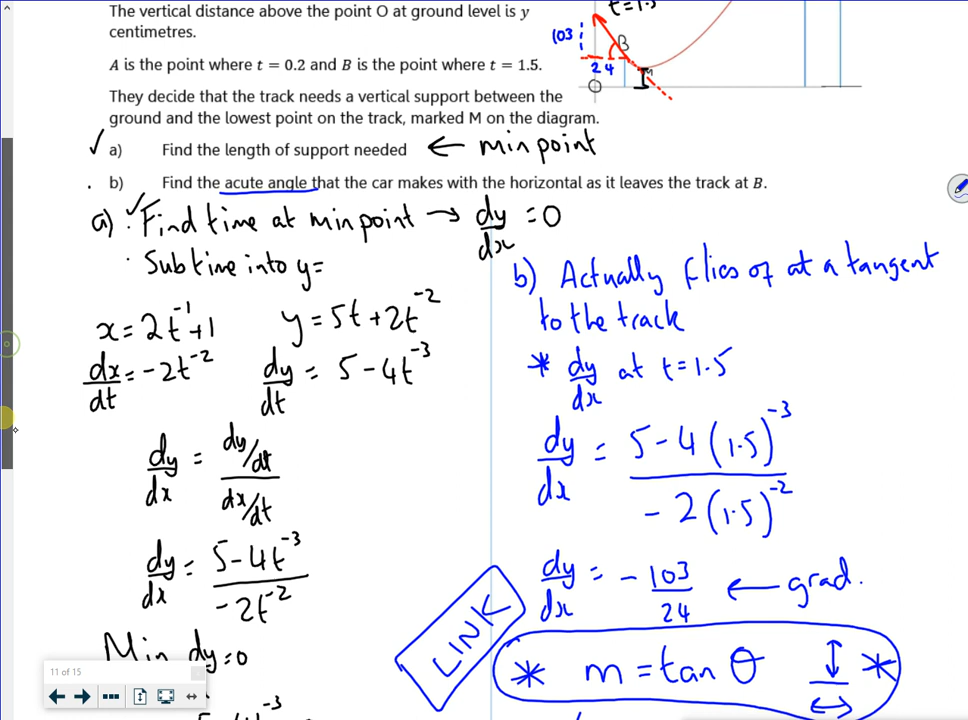 The vertical distance above the point O at ground level is y
centimetres.
A is the point where t = 0.2 and B is the point where t = 1.5.
They decide that the track needs a vertical support between the
ground and the lowest point on the track, marked M on the diagram.
t=1.5
103
B
24
M
O
✓ a) Find the length of support needed ← min point
. b) Find the acute angle that the car makes with the horizontal as it leaves the track at B.
a) · ✓ Find time at min point → dy/dx = 0
· Sub time into y=
x = 2t⁻¹+1 y = 5t + 2t⁻²
dx/dt = -2t⁻² dy/dt = 5 - 4t⁻³
dy/dx = (dy/dt)/(dx/dt)
dy/dx = (5-4t⁻³)/(-2t⁻²)
Min dy=0
b) Actually flies of at a tangent
to the track
* dy/dx at t=1.5
dy/dx = (5-4(1.5)⁻³)/(-2(1.5)⁻²)
dy/dx = -103/24 ← grad.
LINK
* m = tan θ ↕/↔ *
11 of 15